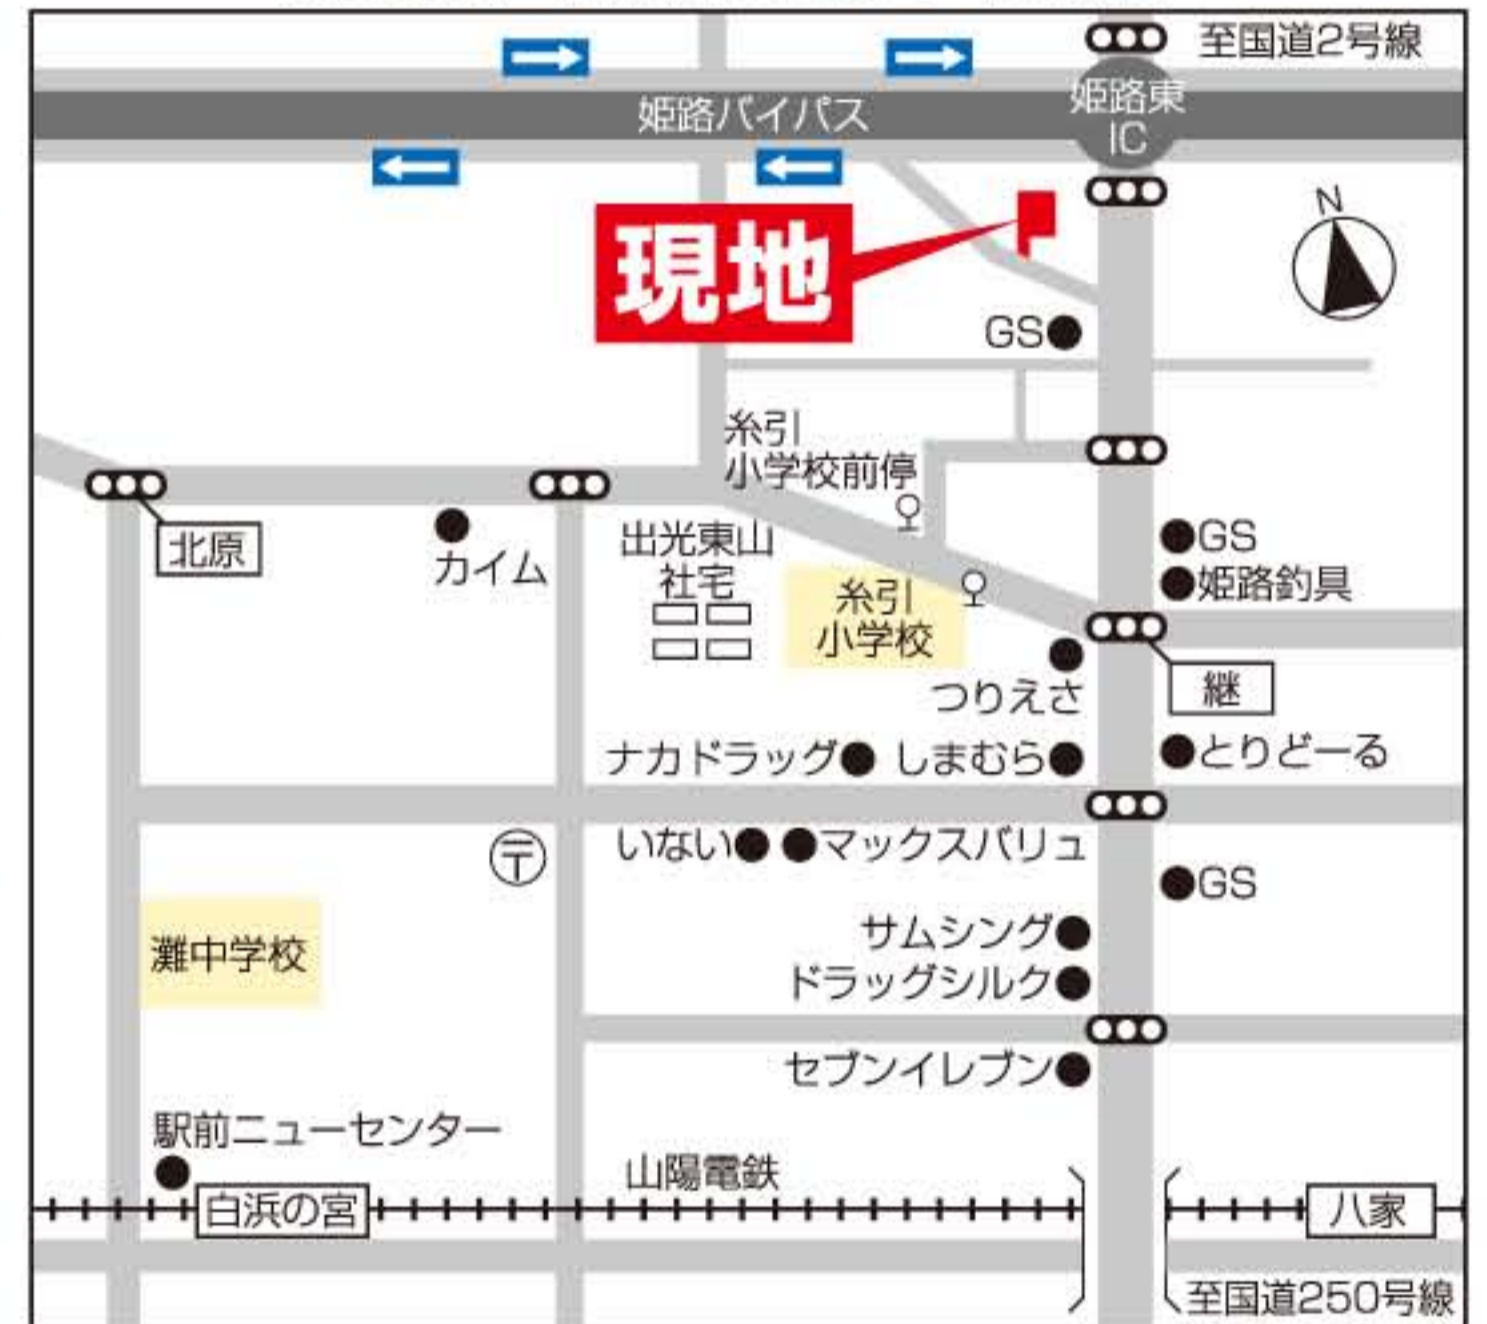 至国道2号線
姫路バイパス
姫路東
IC
N
現地
GS
糸引
小学校前停
北原
カイム
出光東山
社宅
糸引
小学校
GS
姫路釣具
つりえさ
継
ナカドラッグ
しまむら
とりどーる
いない
マックスバリュ
〒
GS
灘中学校
サムシング
ドラッグシルク
セブンイレブン
駅前ニューセンター
山陽電鉄
白浜の宮
八家
至国道250号線